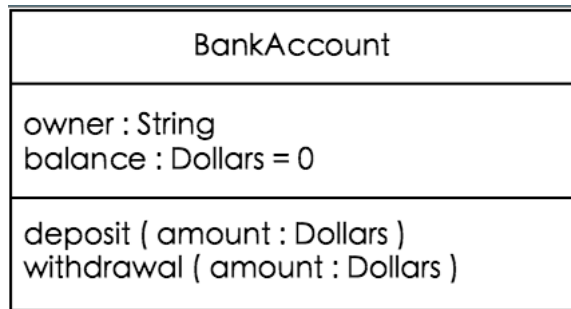 BankAccount
owner : String
balance : Dollars = 0
deposit ( amount : Dollars )
withdrawal ( amount : Dollars )